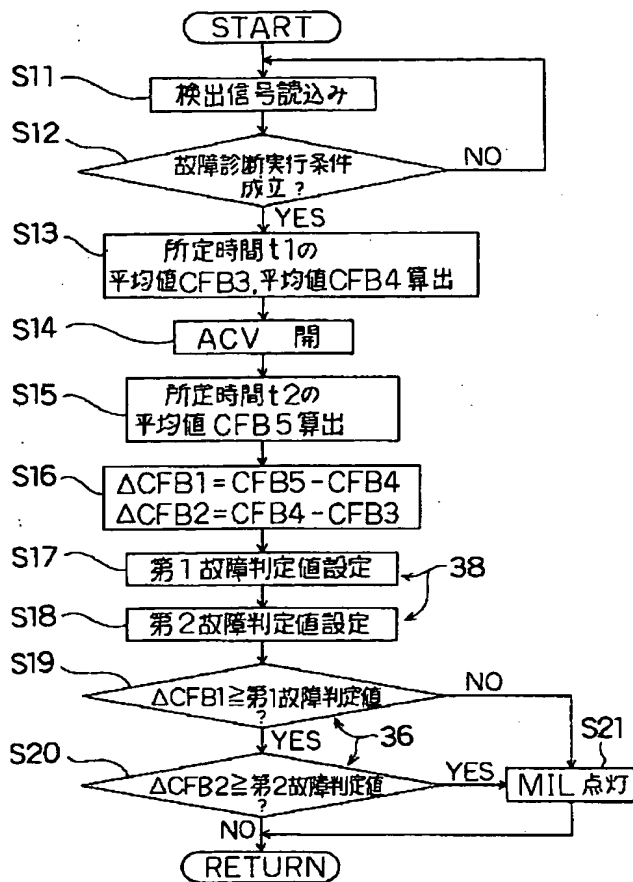 START
S11
検出信号読込み
S12
故障診断実行条件
成立?
NO
YES
S13
所定時間t1の
平均値CFB3,平均値CFB4算出
S14
ACV 開
S15
所定時間t2の
平均値CFB5算出
S16
ΔCFB1=CFB5-CFB4
ΔCFB2=CFB4-CFB3
S17
第1故障判定値設定
38
S18
第2故障判定値設定
S19
ΔCFB1≧第1故障判定値
?
NO
YES
36
S21
S20
ΔCFB2≧第2故障判定値
?
YES
MIL点灯
NO
RETURN